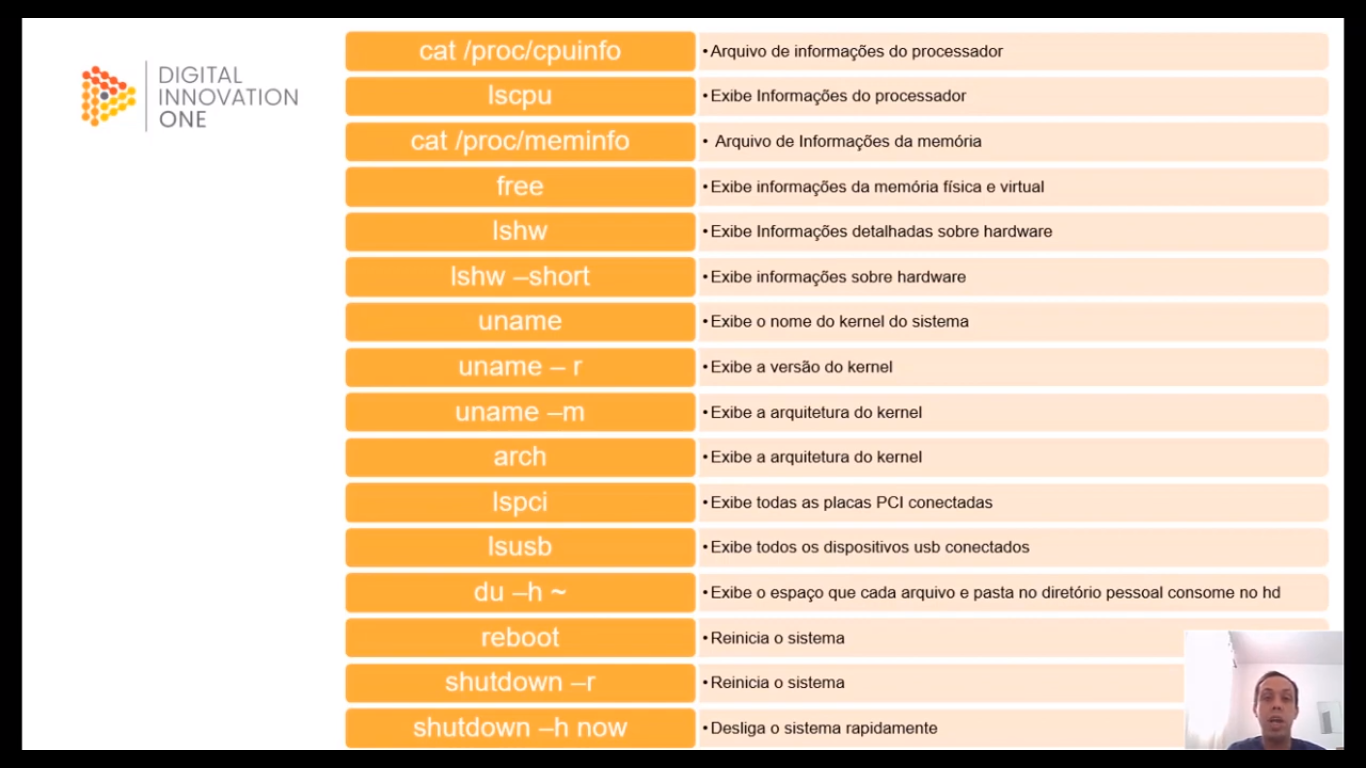 DIGITAL
INNOVATION
ONE
cat /proc/cpuinfo
•Arquivo de informações do processador
lscpu
•Exibe Informações do processador
cat /proc/meminfo
• Arquivo de Informações da memória
free
•Exibe informações da memória física e virtual
lshw
•Exibe Informações detalhadas sobre hardware
lshw –short
•Exibe informações sobre hardware
uname
•Exibe o nome do kernel do sistema
uname – r
•Exibe a versão do kernel
uname –m
•Exibe a arquitetura do kernel
arch
•Exibe a arquitetura do kernel
lspci
•Exibe todas as placas PCI conectadas
lsusb
•Exibe todos os dispositivos usb conectados
du –h ~
•Exibe o espaço que cada arquivo e pasta no diretório pessoal consome no hd
reboot
•Reinicia o sistema
shutdown –r
•Reinicia o sistema
shutdown –h now
•Desliga o sistema rapidamente